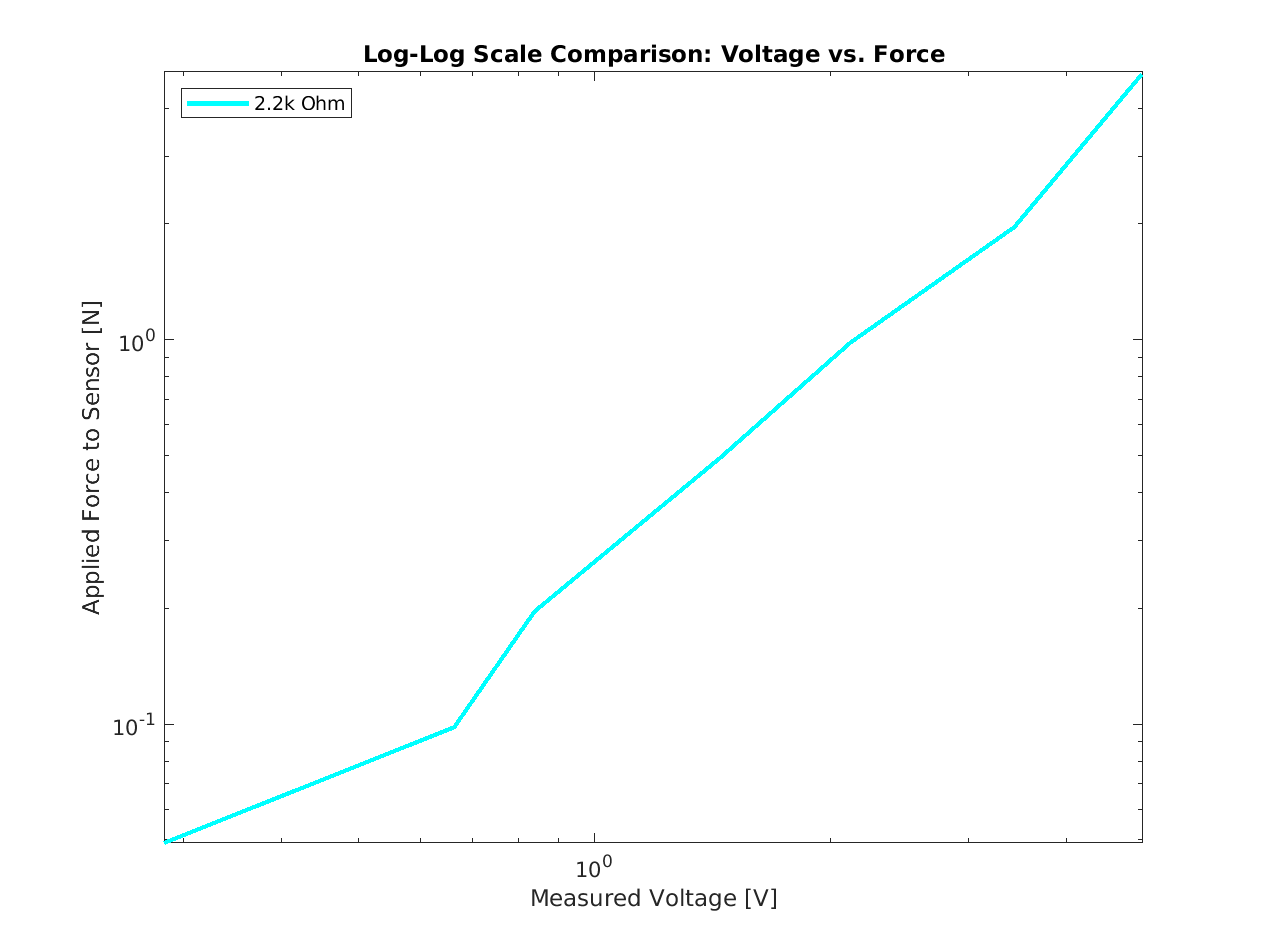 Log-Log Scale Comparison: Voltage vs. Force
2.2k Ohm
Applied Force to Sensor [N]
10^0
10^-1
10^0
Measured Voltage [V]